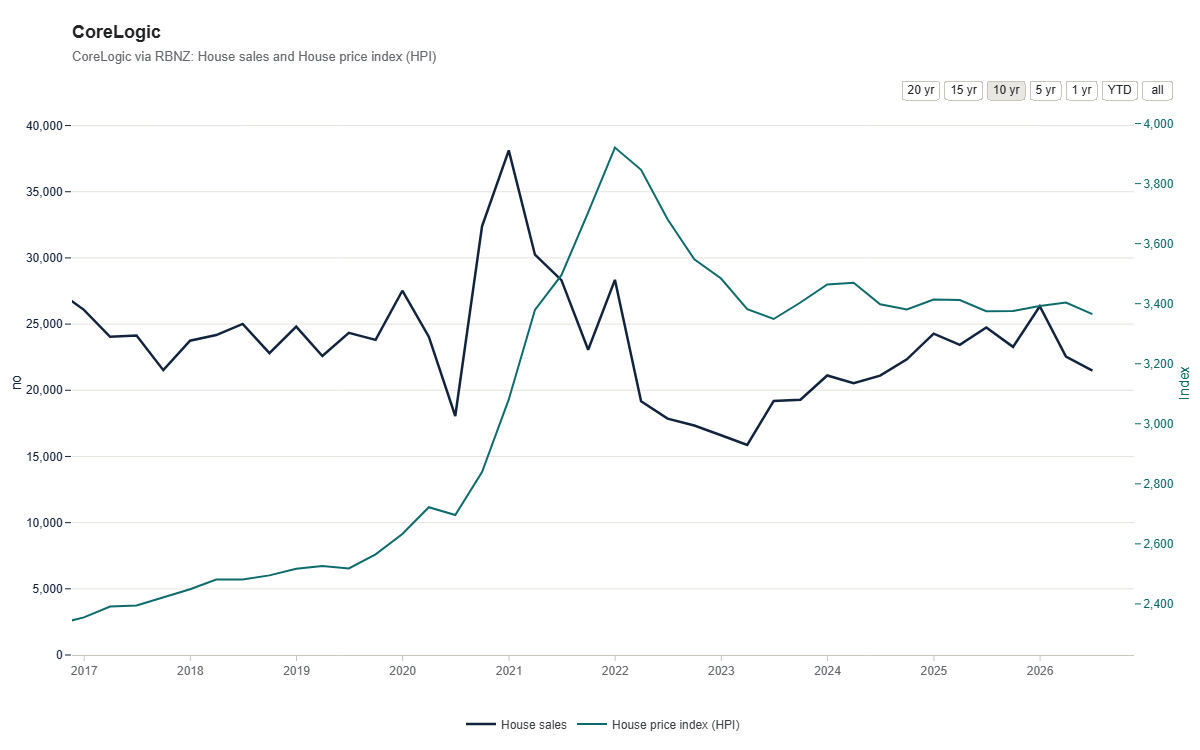 CoreLogic
CoreLogic via RBNZ: House sales and House price index (HPI)
20 yr 15 yr 10 yr 5 yr 1 yr YTD all
40,000 4,000
35,000 3,800
30,000 3,600
25,000 3,400
20,000 3,200
15,000 3,000
10,000 2,800
5,000 2,600
0 2,400
no
Index
2017 2018 2019 2020 2021 2022 2023 2024 2025 2026
House sales House price index (HPI)